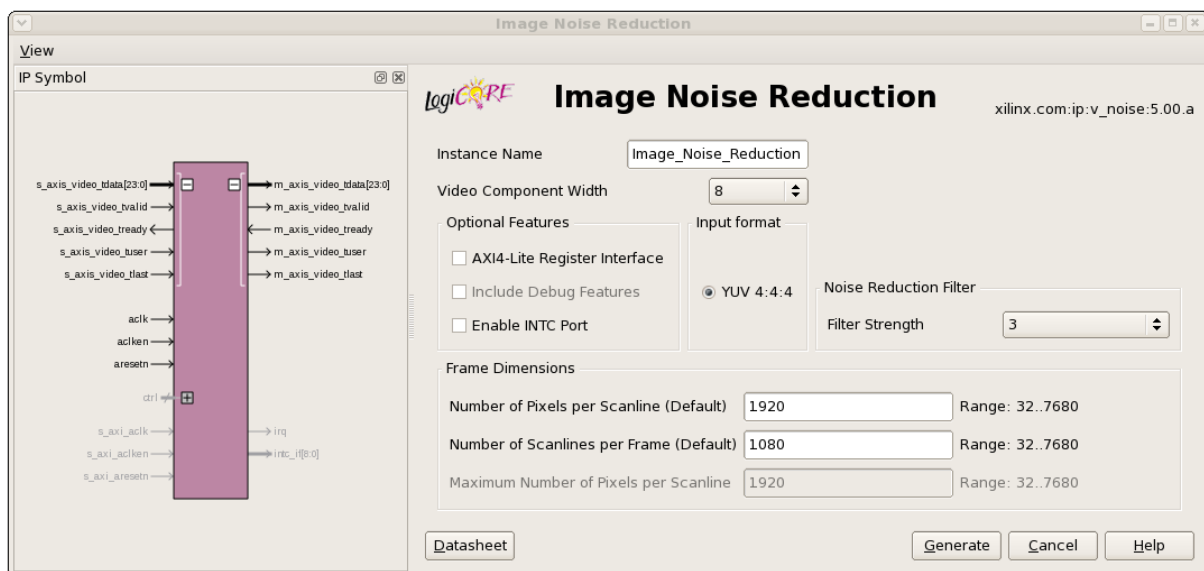 Image Noise Reduction
View
IP Symbol
s_axis_video_tdata[23:0]
m_axis_video_tdata[23:0]
s_axis_video_tvalid
m_axis_video_tvalid
s_axis_video_tready
m_axis_video_tready
s_axis_video_tuser
m_axis_video_tuser
s_axis_video_tlast
m_axis_video_tlast
aclk
aclken
aresetn
ctrl
s_axi_aclk
irq
s_axi_aclken
intc_if[8:0]
s_axi_aresetn
LogiCORE
Image Noise Reduction
xilinx.com:ip:v_noise:5.00.a
Instance Name Image_Noise_Reduction
Video Component Width 8
Optional Features
AXI4-Lite Register Interface
Include Debug Features
Enable INTC Port
Input format
YUV 4:4:4
Noise Reduction Filter
Filter Strength 3
Frame Dimensions
Number of Pixels per Scanline (Default) 1920 Range: 32..7680
Number of Scanlines per Frame (Default) 1080 Range: 32..7680
Maximum Number of Pixels per Scanline 1920 Range: 32..7680
Datasheet Generate Cancel Help